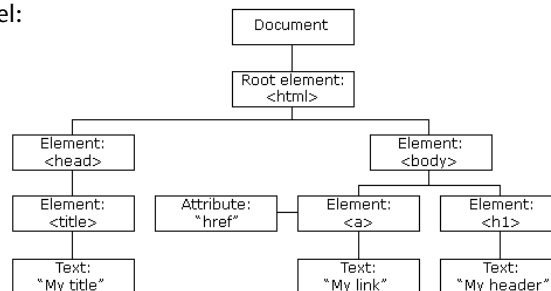 el:
Document
Root element:
<html>
Element:
<head>
Element:
<body>
Element:
<title>
Attribute:
"href"
Element:
<a>
Element:
<h1>
Text:
"My title"
Text:
"My link"
Text:
"My header"